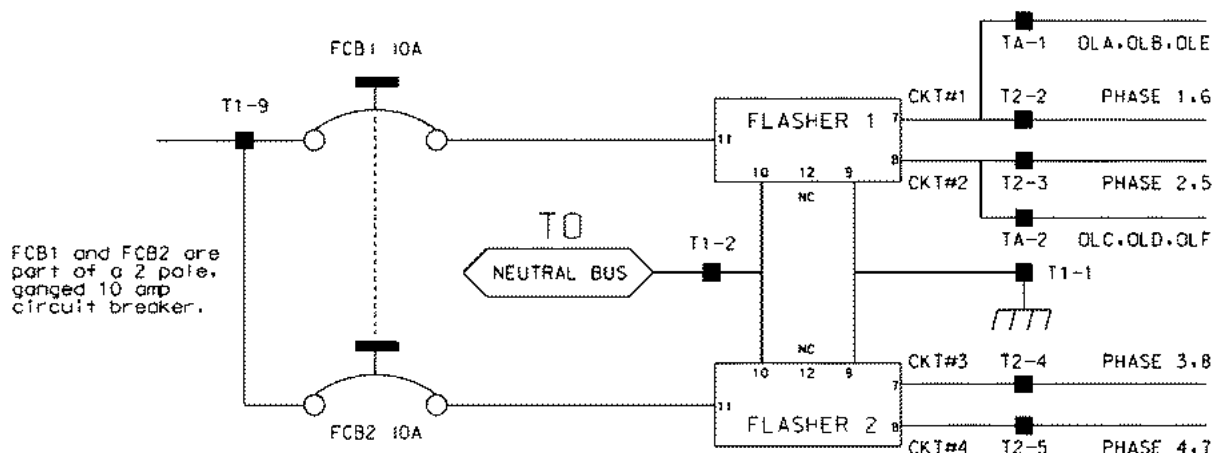 FCB1 10A
TA-1 OLA,OLB,OLE
T1-9
CKT#1 T2-2 PHASE 1,6
7
FLASHER 1
11
8
10 12 9
NC
CKT#2 T2-3 PHASE 2,5
TO
NEUTRAL BUS
T1-2
TA-2 OLC,OLD,OLF
T1-1
FCB1 and FCB2 are
part of a 2 pole,
ganged 10 amp
circuit breaker.
NC
10 12 9
CKT#3 T2-4 PHASE 3,8
7
11
FLASHER 2
8
FCB2 10A
CKT#4 T2-5 PHASE 4,7